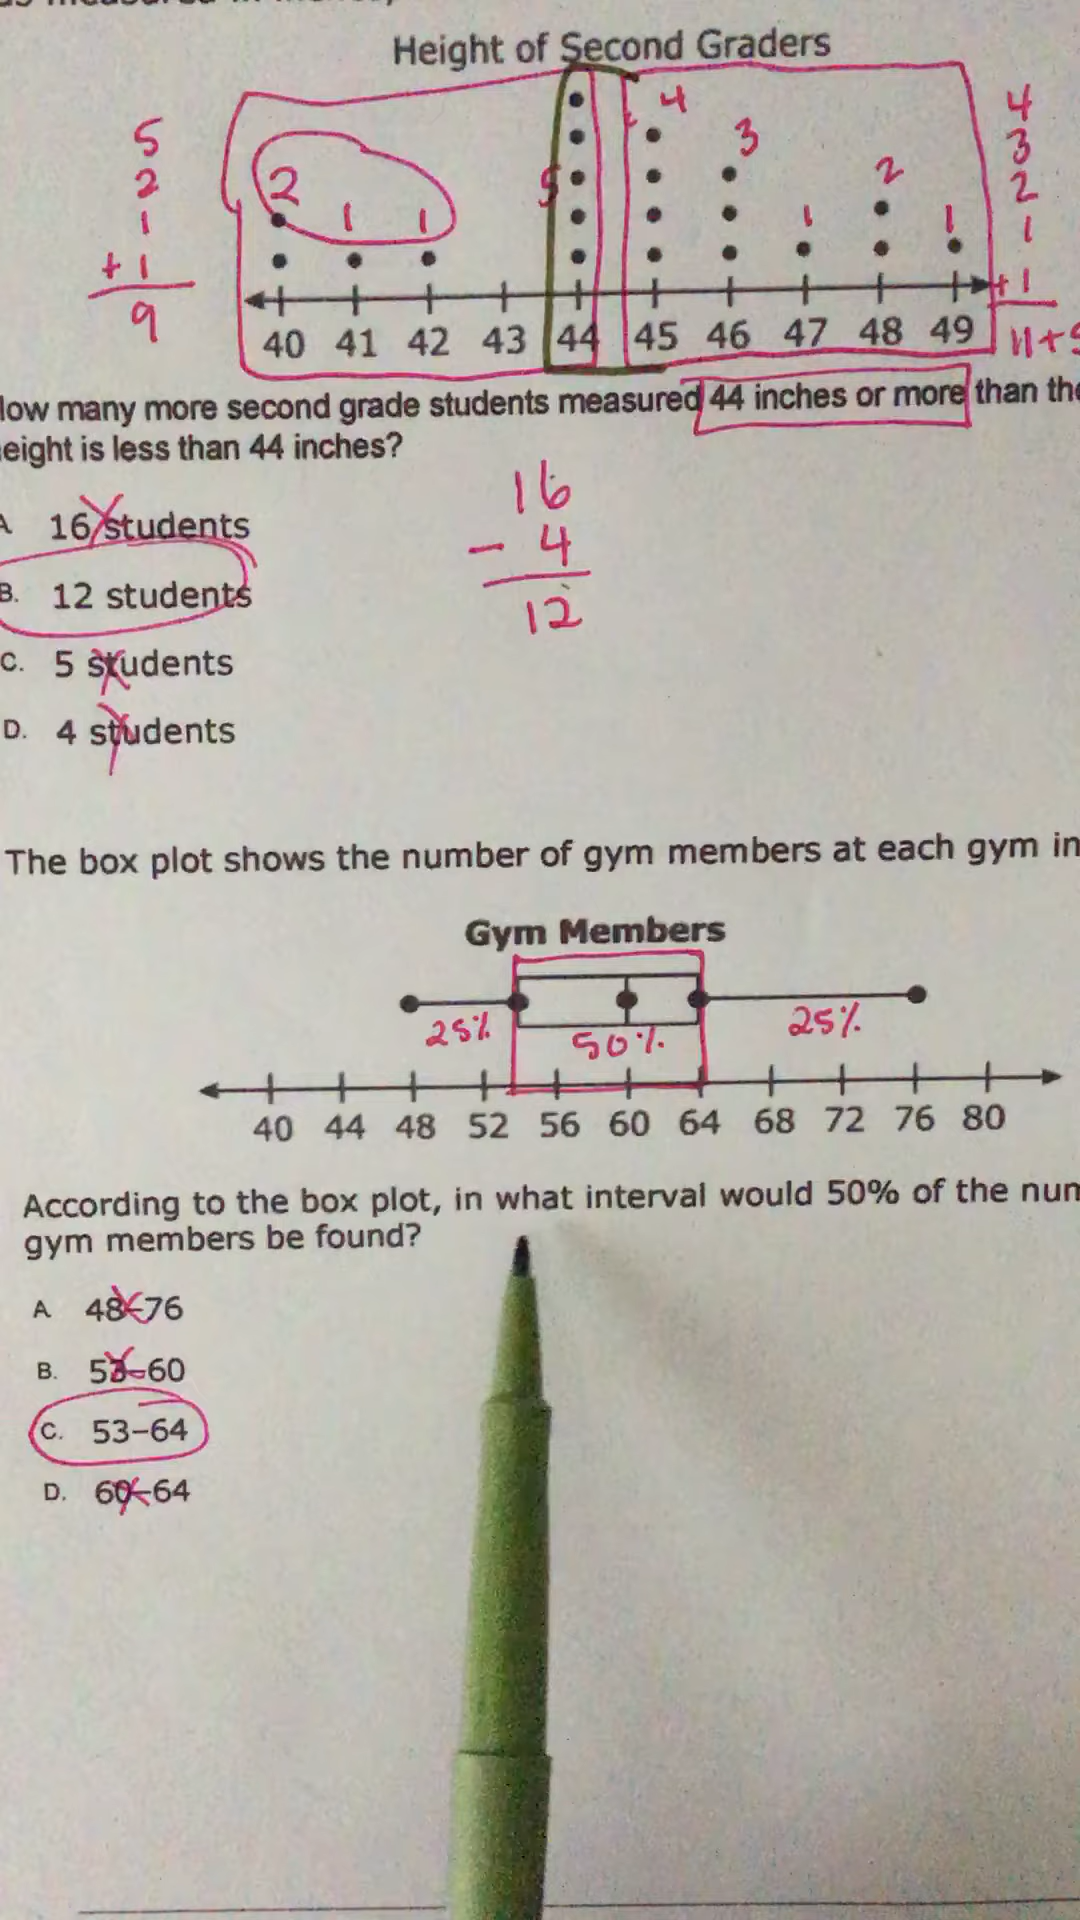 Height of Second Graders
5
2
1
+ 1
9
2 1 1 5 4 3 1 2 1
4
3
2
1
+ 1
11+5
40 41 42 43 44 45 46 47 48 49
many more second grade students measured 44 inches or more than
is less than 44 inches?
16
- 4
12
16 students
B. 12 students
C. 5 students
D. 4 students
The box plot shows the number of gym members at each gym in
Gym Members
25% 50% 25%
40 44 48 52 56 60 64 68 72 76 80
According to the box plot, in what interval would 50% of the
gym members be found?
A. 48-76
B. 53-60
C. 53-64
D. 60-64